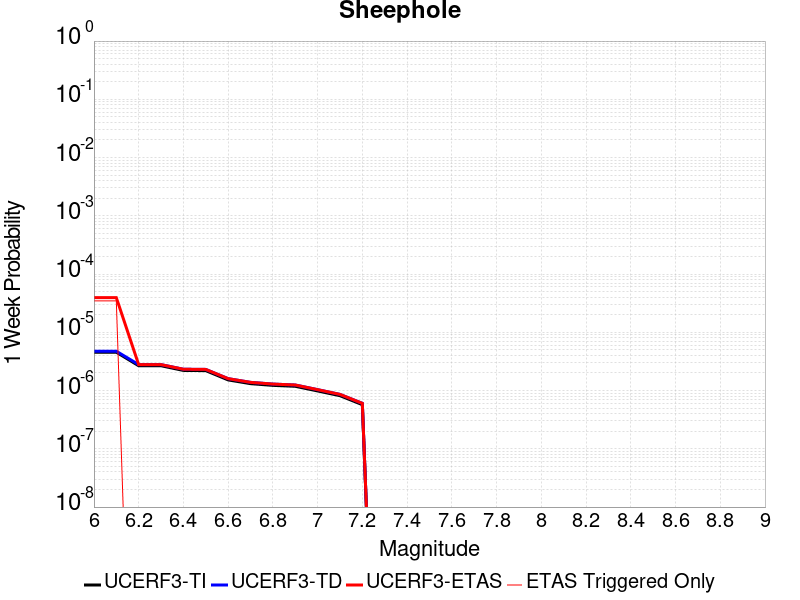 Sheephole
10 0
10 -1
10 -2
10 -3
10 -4
10 -5
10 -6
10 -7
10 -8
1 Week Probability
6 6.2 6.4 6.6 6.8 7 7.2 7.4 7.6 7.8 8 8.2 8.4 8.6 8.8 9
Magnitude
UCERF3-TI UCERF3-TD UCERF3-ETAS ETAS Triggered Only